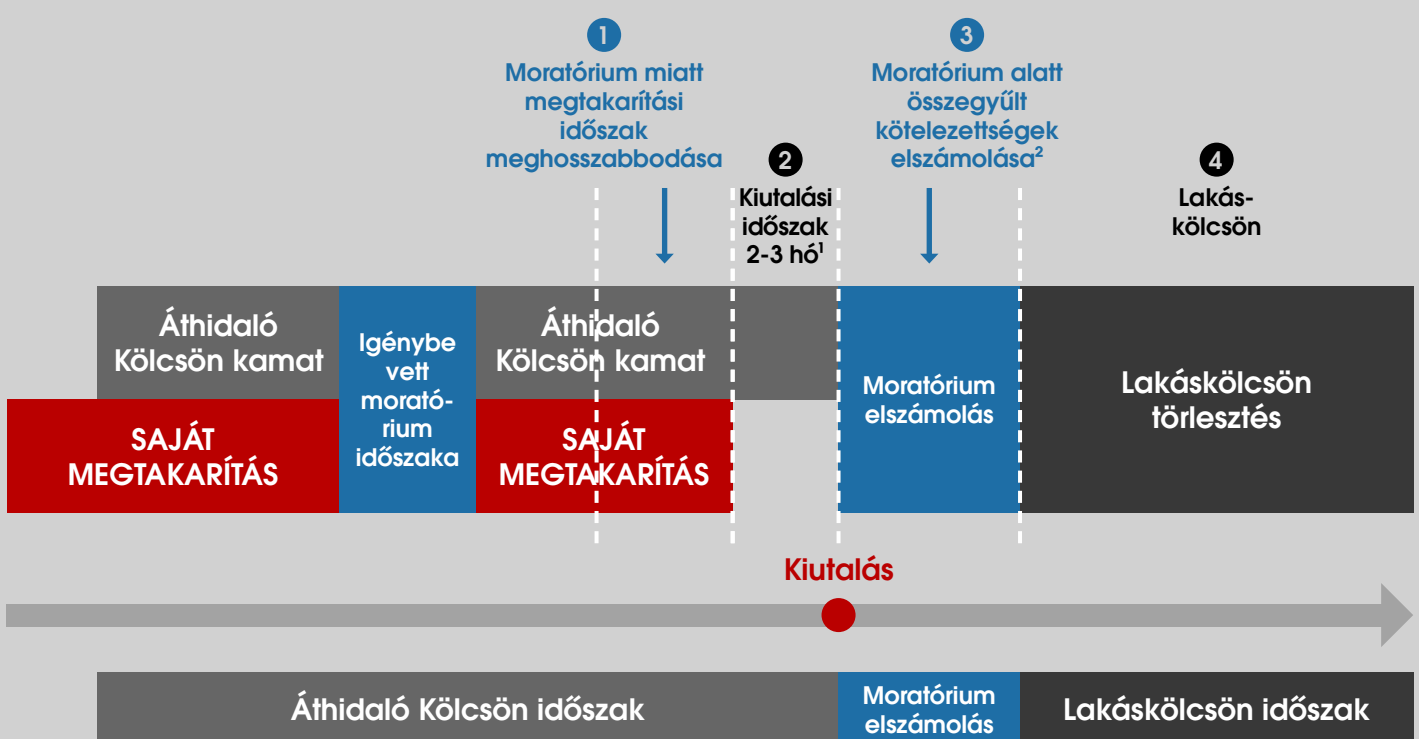 1
Moratórium miatt
megtakarítási
időszak
meghosszabbodása
2
Kiutalási
időszak
2-3 hó¹
3
Moratórium alatt
összegyűlt
kötelezettségek
elszámolása²
4
Lakás-
kölcsön
Áthidaló
Kölcsön kamat
SAJÁT
MEGTAKARÍTÁS
Igénybe
vett
morató-
rium
időszaka
Áthidaló
Kölcsön kamat
SAJÁT
MEGTAKARÍTÁS
Moratórium
elszámolás
Lakáskölcsön
törlesztés
Kiutalás
Áthidaló Kölcsön időszak
Moratórium
elszámolás
Lakáskölcsön időszak